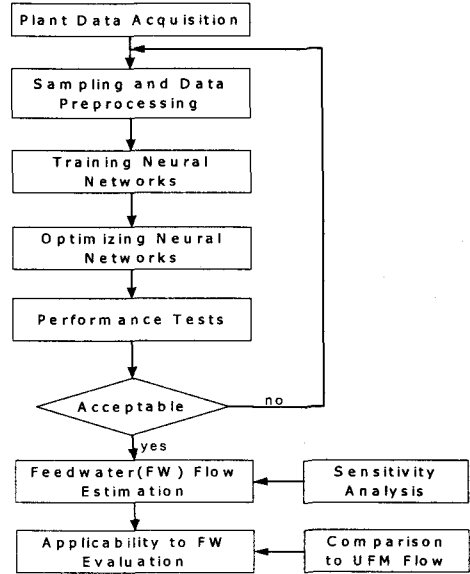 Plant Data Acquisition
Sampling and Data
Preprocessing
Training Neural
Networks
Optimizing Neural
Networks
Performance Tests
Acceptable
no
yes
Feedwater(FW) Flow
Estimation
Sensitivity
Analysis
Applicability to FW
Evaluation
Comparison
to UFM Flow